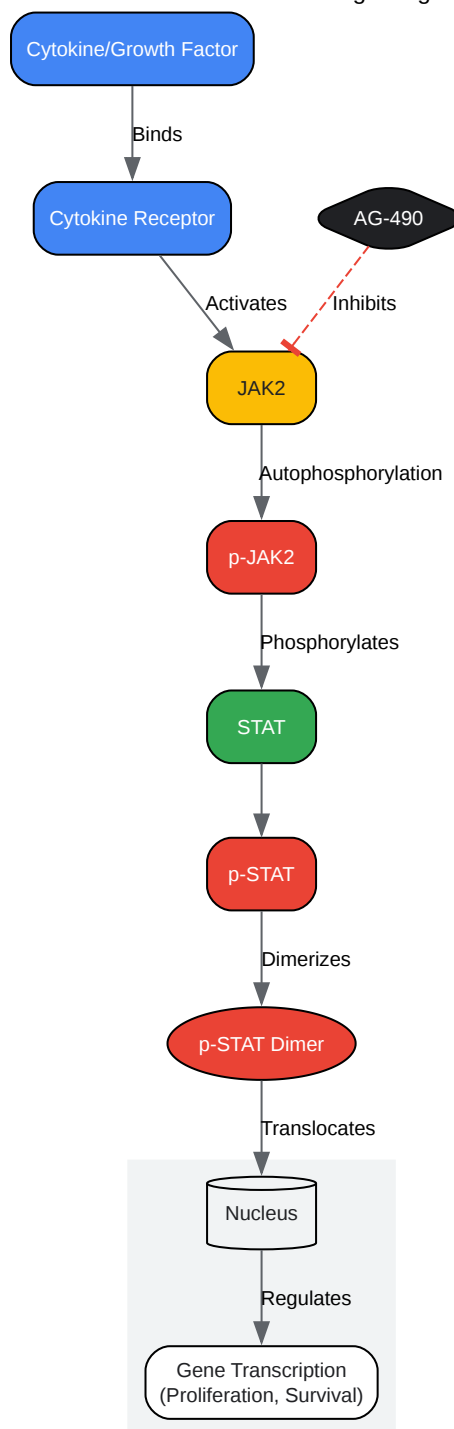 Cytokine/Growth Factor
Binds
Cytokine Receptor
AG-490
Activates
Inhibits
JAK2
Autophosphorylation
p-JAK2
Phosphorylates
STAT
p-STAT
Dimerizes
p-STAT Dimer
Translocates
Nucleus
Regulates
Gene Transcription
(Proliferation, Survival)